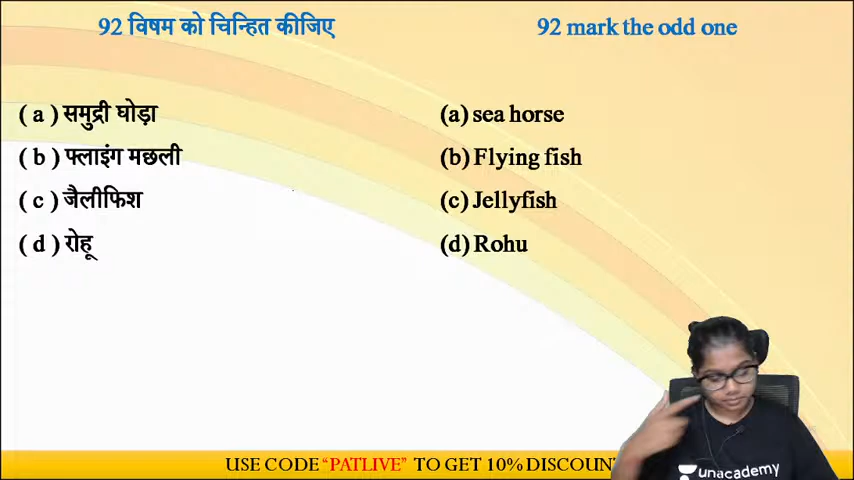 92 विषम को चिन्हित कीजिए
92 mark the odd one
( a ) समुद्री घोड़ा
( b ) फ्लाइंग मछली
( c ) जैलीफिश
( d ) रोहू
(a) sea horse
(b) Flying fish
(c) Jellyfish
(d) Rohu
unacademy
USE CODE “PATLIVE” TO GET 10% DISCOUN